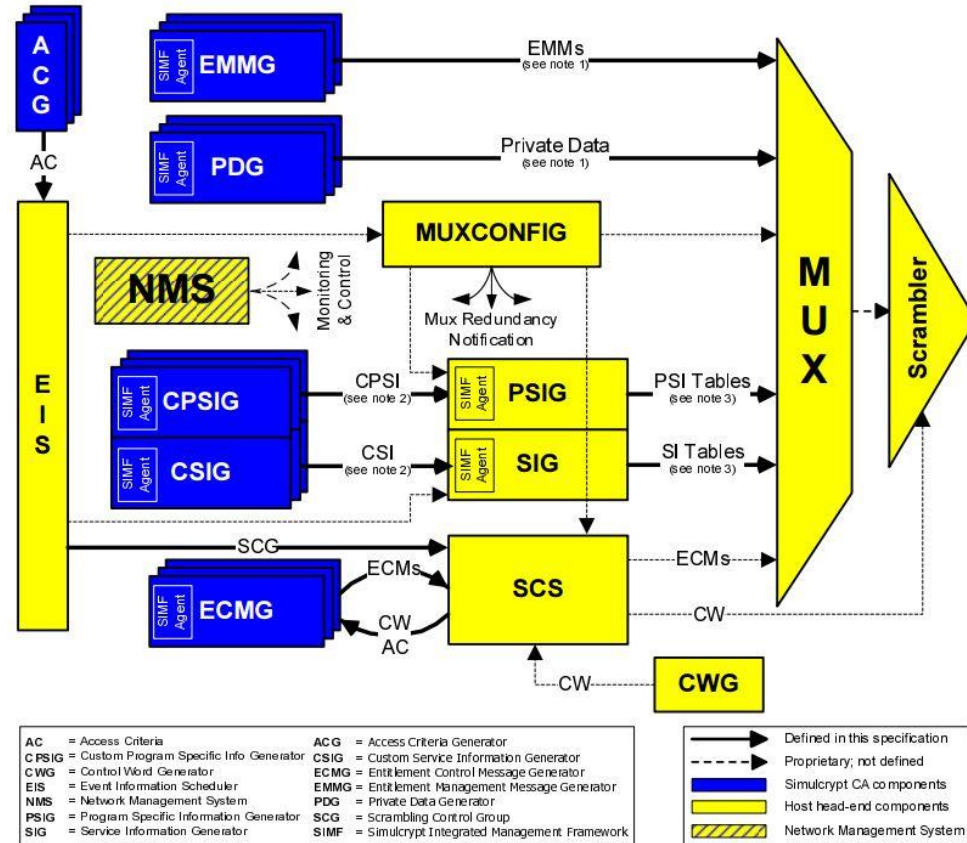 A
C
G
AC
SIMF
Agent
EMMG
EMMs
(see note 1)
SIMF
Agent
PDG
Private Data
(see note 1)
MUXCONFIG
NMS
Monitoring
& Control
Mux Redundancy
Notification
M
U
X
Scrambler
E
I
S
SIMF
Agent
CPSIG
CPSI
(see note 2)
SIMF
Agent
PSIG
PSI Tables
(see note 3)
SIMF
Agent
CSIG
CSI
(see note 2)
SIMF
Agent
SIG
SI Tables
(see note 3)
SCG
SIMF
Agent
ECMG
ECMs
CW
AC
SCS
ECMs
CW
CW
CWG
AC = Access Criteria
CPSIG = Custom Program Specific Info Generator
CWG = Control Word Generator
EIS = Event Information Scheduler
NMS = Network Management System
PSIG = Program Specific Information Generator
SIG = Service Information Generator
ACG = Access Criteria Generator
CSIG = Custom Service Information Generator
ECMG = Entitlement Control Message Generator
EMMG = Entitlement Management Message Generator
PDG = Private Data Generator
SCG = Scrambling Control Group
SIMF = Simulcrypt Integrated Management Framework
Defined in this specification
Proprietary; not defined
Simulcrypt CA components
Host head-end components
Network Management System